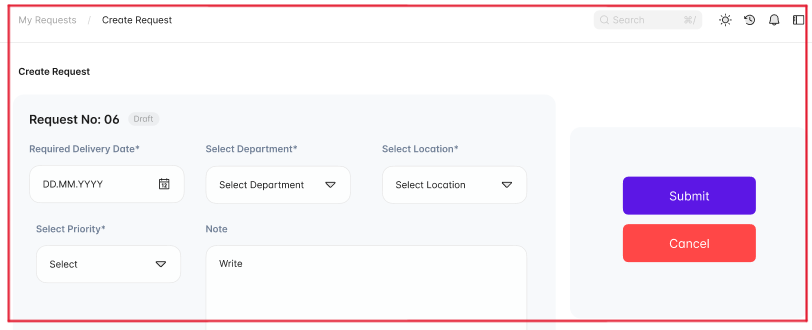 My Requests / Create Request
Search ⌘/
Create Request
Request No: 06 Draft
Required Delivery Date* Select Department* Select Location*
DD.MM.YYYY Select Department Select Location
Submit
Select Priority* Note
Cancel
Select Write